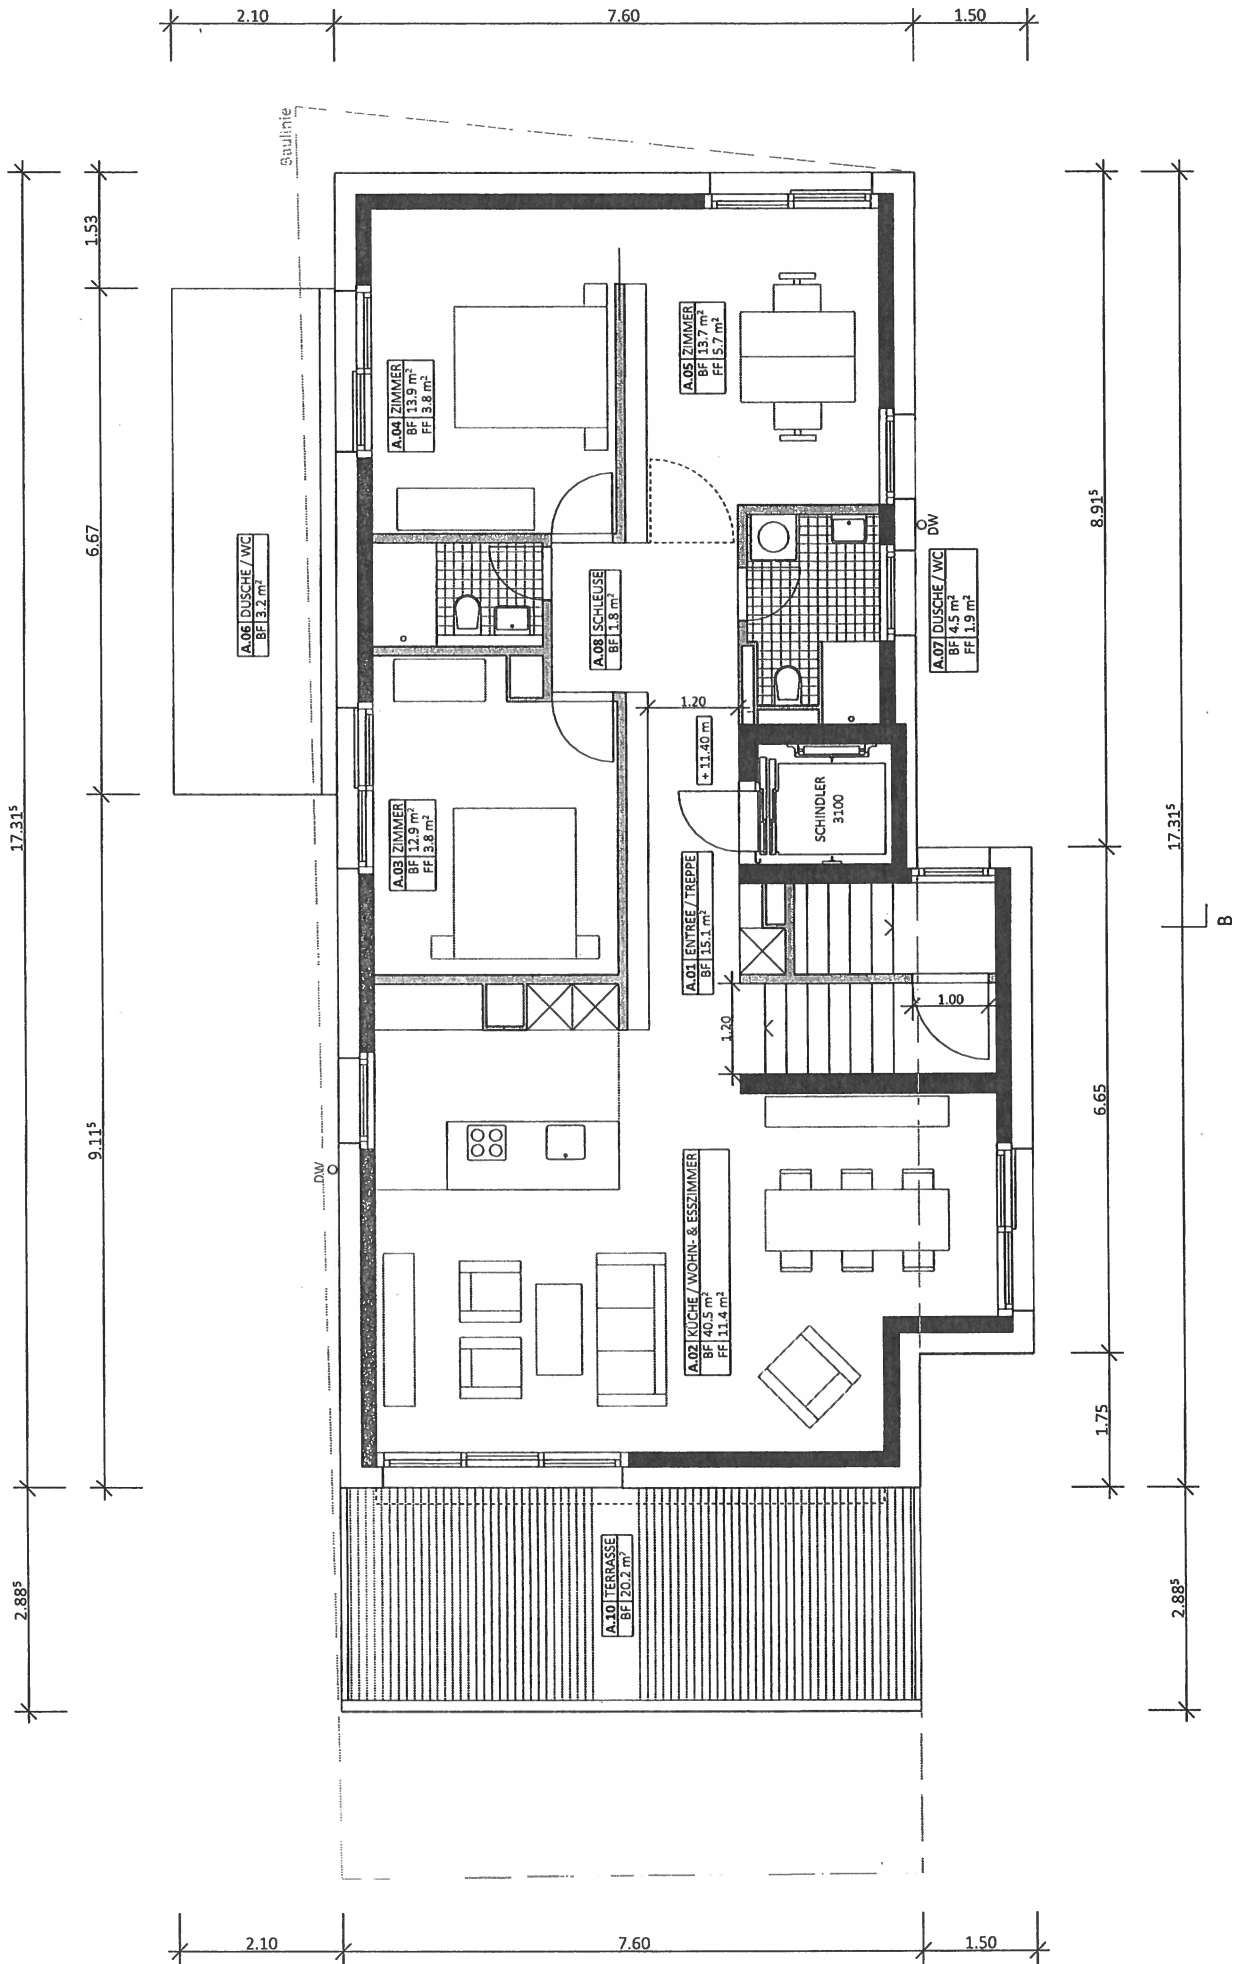 2.10
7.60
1.50
Baulinie
1.53
6.67
17.31⁵
9.11⁵
2.88⁵
A.04 ZIMMER
BF 13.9 m²
FF 3.8 m²
A.05 ZIMMER
BF 13.7 m²
FF 5.7 m²
A.06 DUSCHE / WC
BF 3.2 m²
A.08 SCHLEUSE
BF 1.8 m²
DW
A.07 DUSCHE / WC
BF 4.5 m²
FF 1.9 m²
8.91⁵
17.31⁵
1.20
+ 11.40 m
SCHINDLER
3100
A.03 ZIMMER
BF 12.9 m²
FF 3.8 m²
A.01 ENTREE / TREPPE
BF 15.1 m²
B
1.00
1.20
6.65
DW
A.02 KÜCHE / WOHN- & ESSZIMMER
BF 40.5 m²
FF 11.4 m²
1.75
A.10 TERRASSE
BF 20.2 m²
2.88⁵
2.10
7.60
1.50